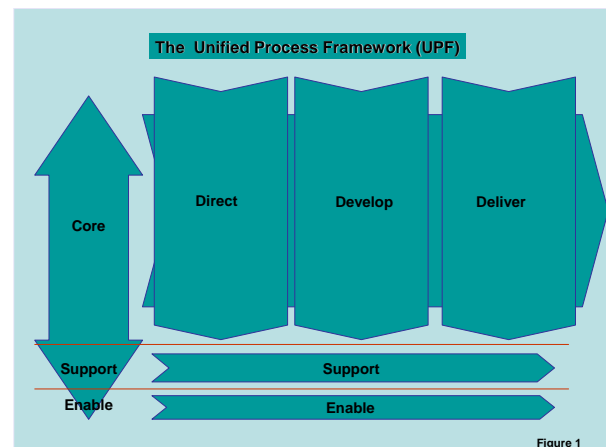 The Unified Process Framework (UPF)
Core
Direct
Develop
Deliver
Support
Support
Enable
Enable
Figure 1